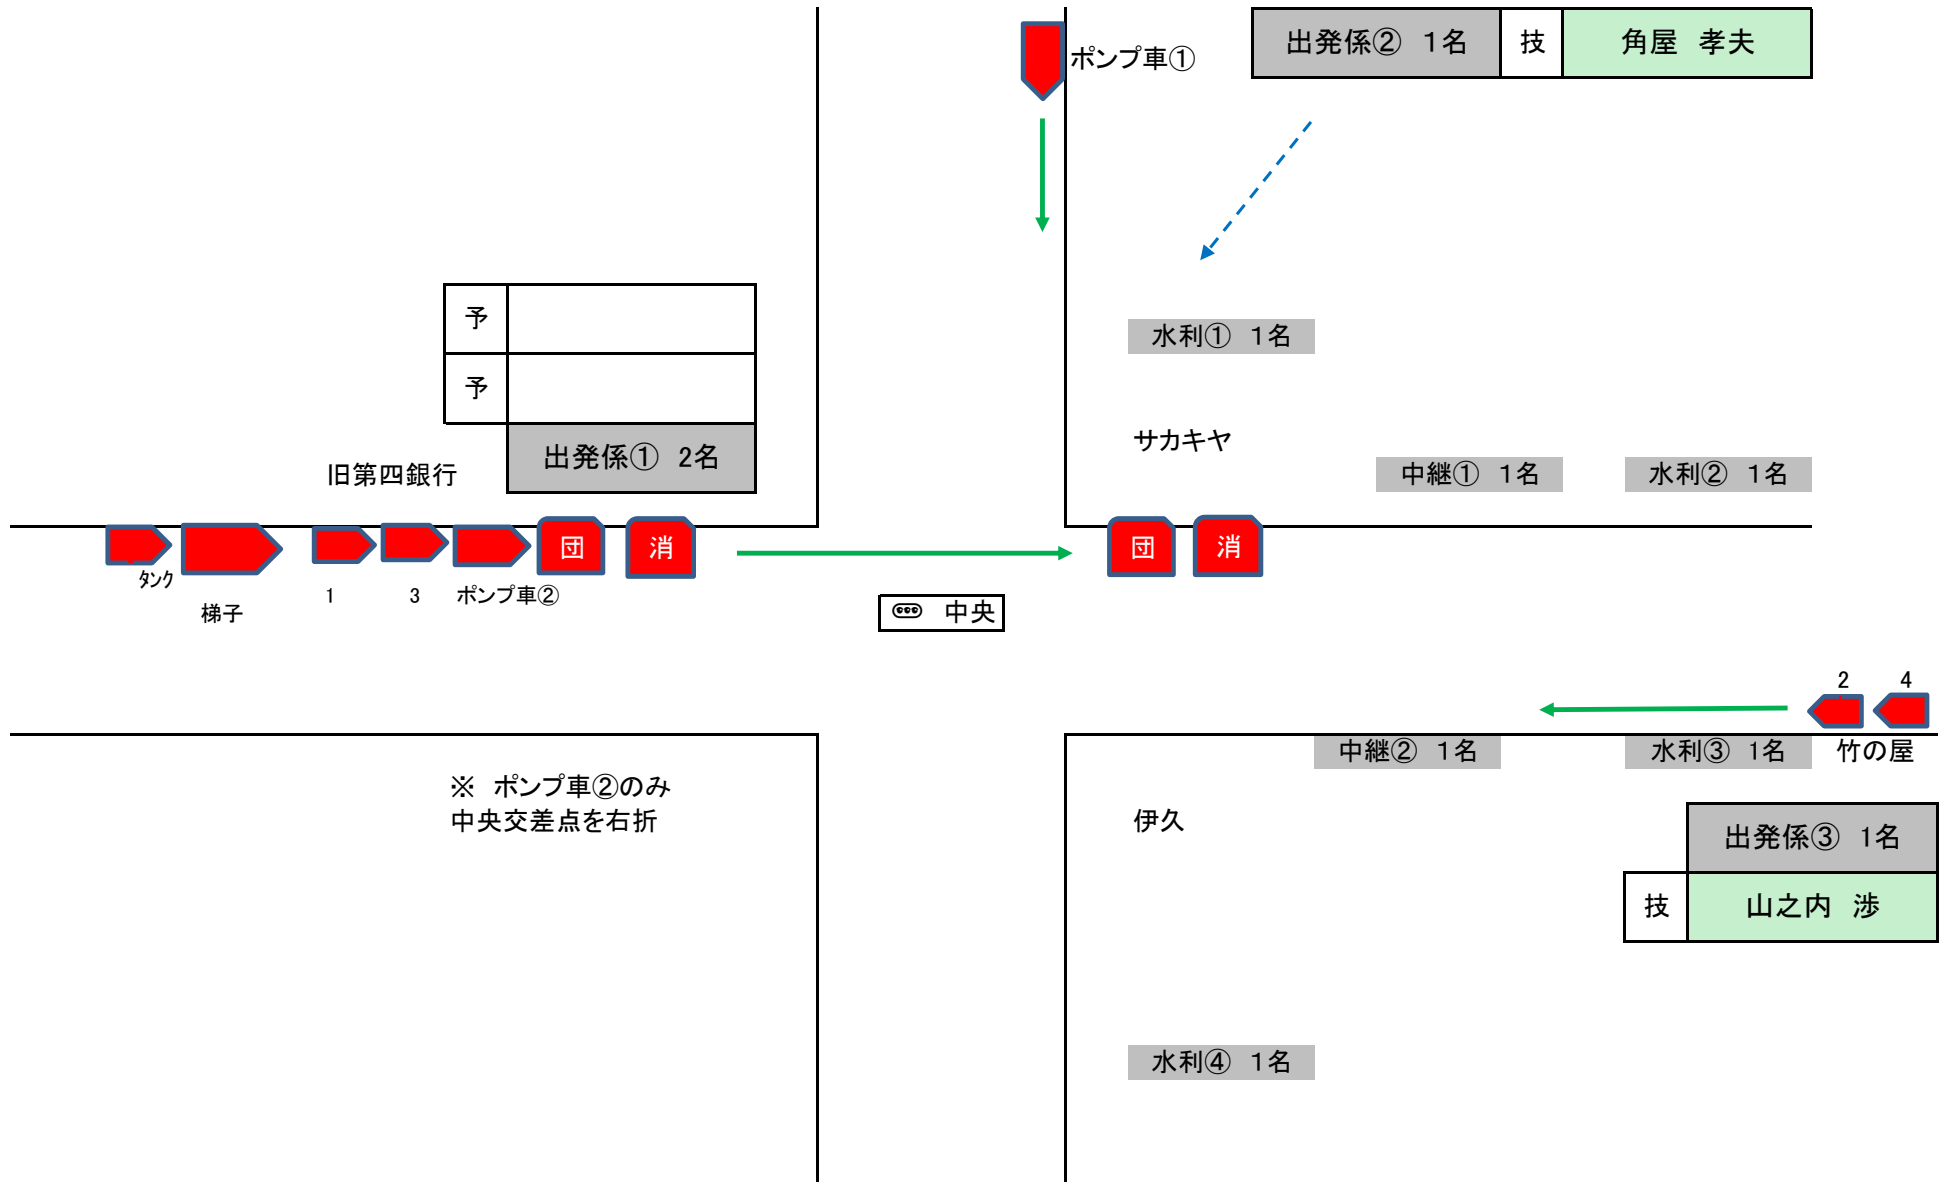 ポンプ車①
出発係② 1名 技 角屋 孝夫
予
水利① 1名
予
サカキヤ
出発係① 2名
旧第四銀行
中継① 1名
水利② 1名
団
消
団
消
タンク
梯子
1
3
ポンプ車②
中央
2
4
中継② 1名
水利③ 1名
竹の屋
※ ポンプ車②のみ
中央交差点を右折
伊久
出発係③ 1名
技 山之内 渉
水利④ 1名